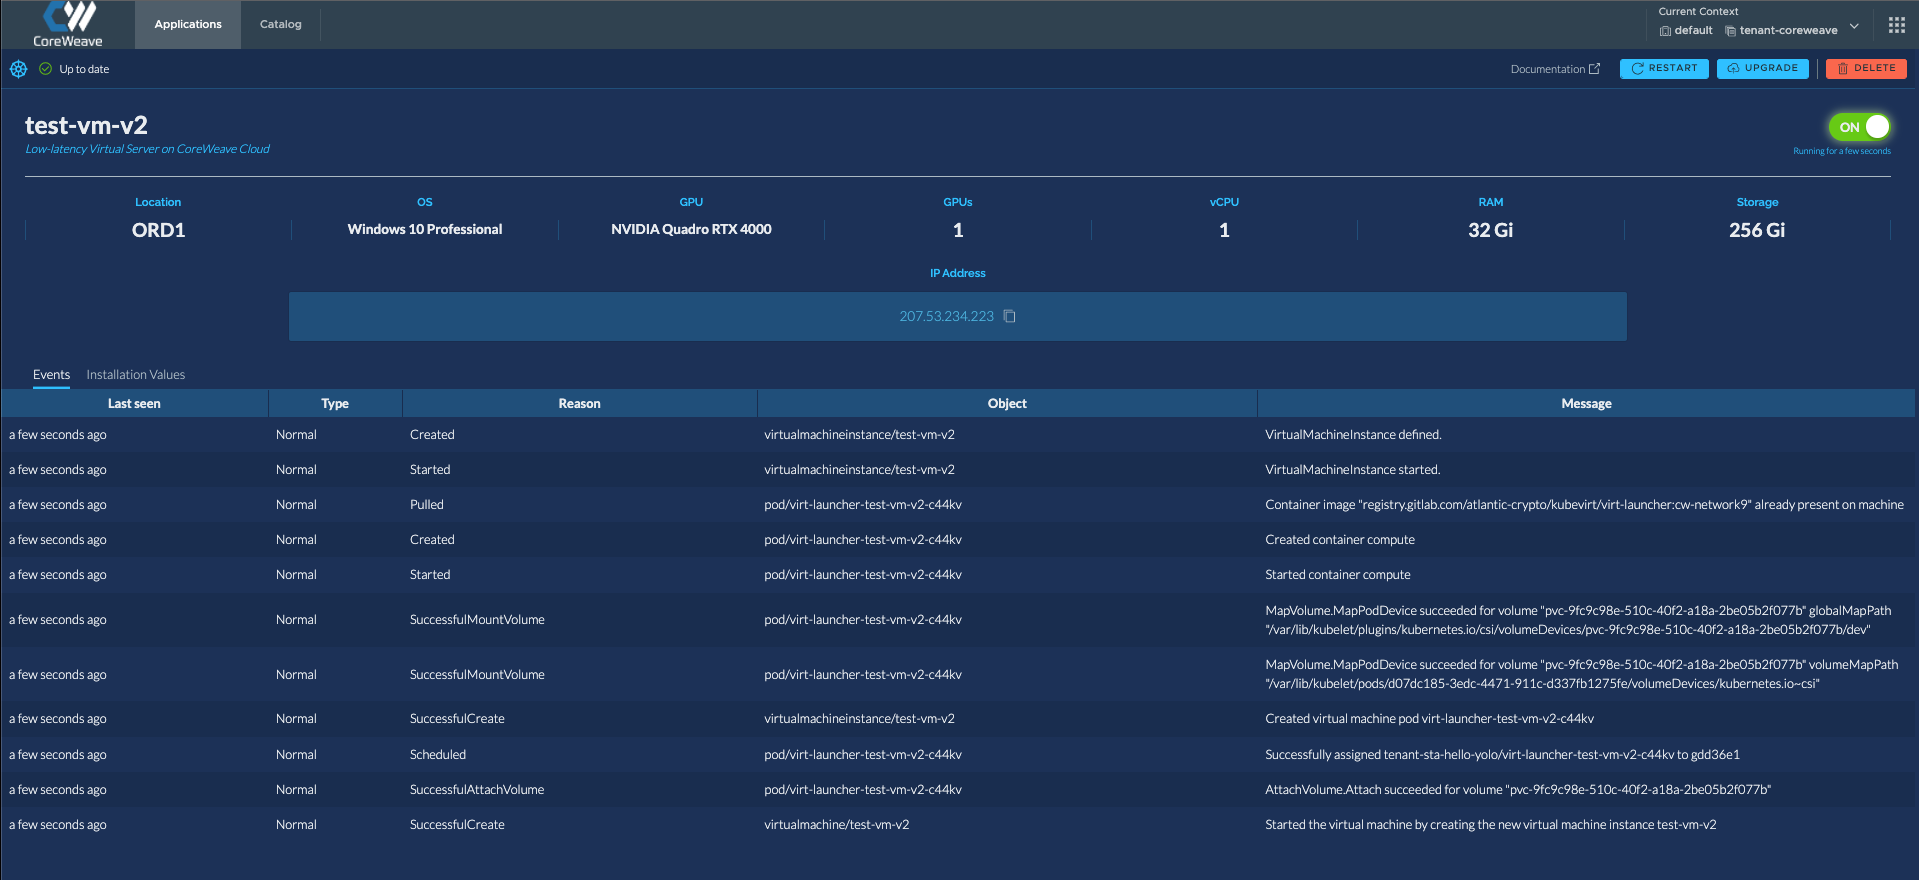 CoreWeave
Applications
Catalog
Current Context
default tenant-coreweave
Up to date
Documentation
RESTART
UPGRADE
DELETE
test-vm-v2
Low-latency Virtual Server on CoreWeave Cloud
ON
Running for a few seconds
Location OS GPU GPUs vCPU RAM Storage
ORD1 Windows 10 Professional NVIDIA Quadro RTX 4000 1 1 32 Gi 256 Gi
IP Address
207.53.234.223
Events Installation Values
Last seen Type Reason Object Message
a few seconds ago Normal Created virtualmachineinstance/test-vm-v2 VirtualMachineInstance defined.
a few seconds ago Normal Started virtualmachineinstance/test-vm-v2 VirtualMachineInstance started.
a few seconds ago Normal Pulled pod/virt-launcher-test-vm-v2-c44kv Container image "registry.gitlab.com/atlantic-crypto/kubevirt/virt-launcher:cw-network9" already present on machine
a few seconds ago Normal Created pod/virt-launcher-test-vm-v2-c44kv Created container compute
a few seconds ago Normal Started pod/virt-launcher-test-vm-v2-c44kv Started container compute
a few seconds ago Normal SuccessfulMountVolume pod/virt-launcher-test-vm-v2-c44kv MapVolume.MapPodDevice succeeded for volume "pvc-9fc9c98e-510c-40f2-a18a-2be05b2f077b" globalMapPath
"/var/lib/kubelet/plugins/kubernetes.io/csi/volumeDevices/pvc-9fc9c98e-510c-40f2-a18a-2be05b2f077b/dev"
a few seconds ago Normal SuccessfulMountVolume pod/virt-launcher-test-vm-v2-c44kv MapVolume.MapPodDevice succeeded for volume "pvc-9fc9c98e-510c-40f2-a18a-2be05b2f077b" volumeMapPath
"/var/lib/kubelet/pods/d07dc185-3edc-4471-911c-d337fb1275fe/volumeDevices/kubernetes.io~csi"
a few seconds ago Normal SuccessfulCreate virtualmachineinstance/test-vm-v2 Created virtual machine pod virt-launcher-test-vm-v2-c44kv
a few seconds ago Normal Scheduled pod/virt-launcher-test-vm-v2-c44kv Successfully assigned tenant-sta-hello-yolo/virt-launcher-test-vm-v2-c44kv to gdd36e1
a few seconds ago Normal SuccessfulAttachVolume pod/virt-launcher-test-vm-v2-c44kv AttachVolume.Attach succeeded for volume "pvc-9fc9c98e-510c-40f2-a18a-2be05b2f077b"
a few seconds ago Normal SuccessfulCreate virtualmachine/test-vm-v2 Started the virtual machine by creating the new virtual machine instance test-vm-v2